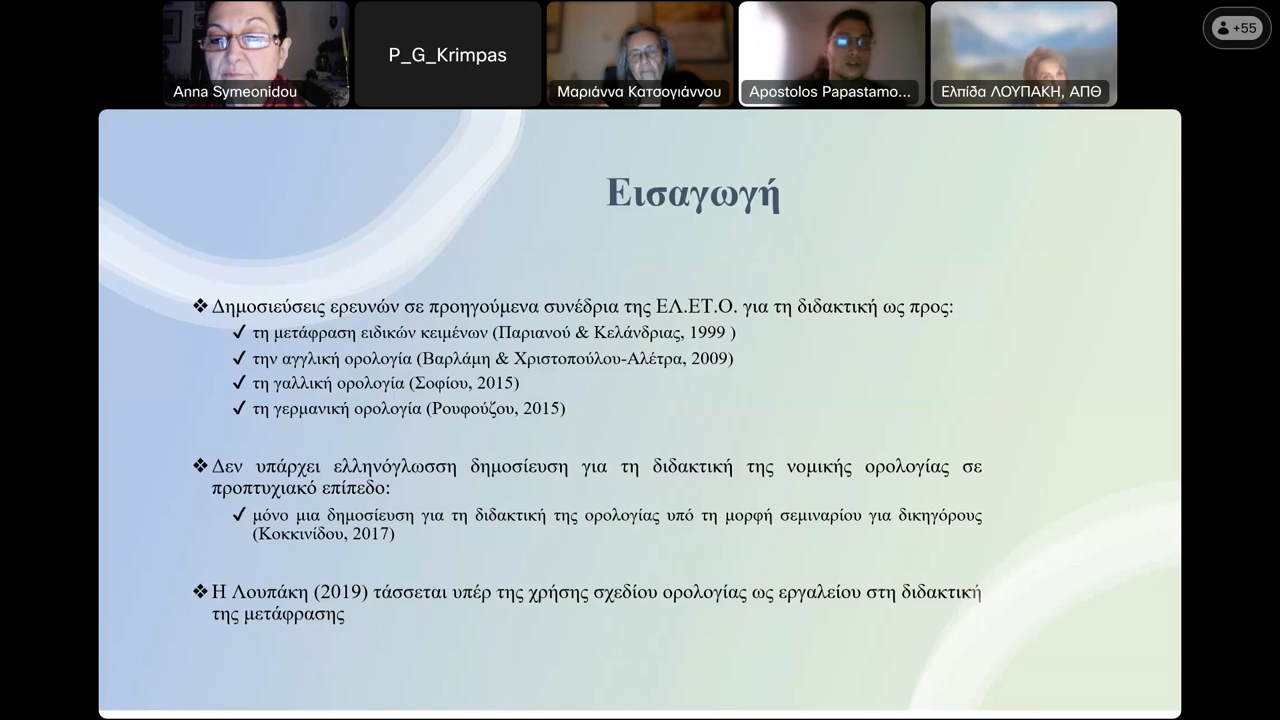 Anna Symeonidou
P_G_Krimpas
Μαριάννα Κατσογιάννου
Apostolos Papastamo...
Ελπίδα ΛΟΥΠΑΚΗ, ΑΠΘ
+55
Εισαγωγή
❖ Δημοσιεύσεις ερευνών σε προηγούμενα συνέδρια της ΕΛ.ΕΤ.Ο. για τη διδακτική ως προς:
✓ τη μετάφραση ειδικών κειμένων (Παριανού & Κελάνδριας, 1999 )
✓ την αγγλική ορολογία (Βαρλάμη & Χριστοπούλου-Αλέτρα, 2009)
✓ τη γαλλική ορολογία (Σοφίου, 2015)
✓ τη γερμανική ορολογία (Ρουφούζου, 2015)
❖ Δεν υπάρχει ελληνόγλωσση δημοσίευση για τη διδακτική της νομικής ορολογίας σε
προπτυχιακό επίπεδο:
✓ μόνο μια δημοσίευση για τη διδακτική της ορολογίας υπό τη μορφή σεμιναρίου για δικηγόρους
(Κοκκινίδου, 2017)
❖ Η Λουπάκη (2019) τάσσεται υπέρ της χρήσης σχεδίου ορολογίας ως εργαλείου στη διδακτική
της μετάφρασης